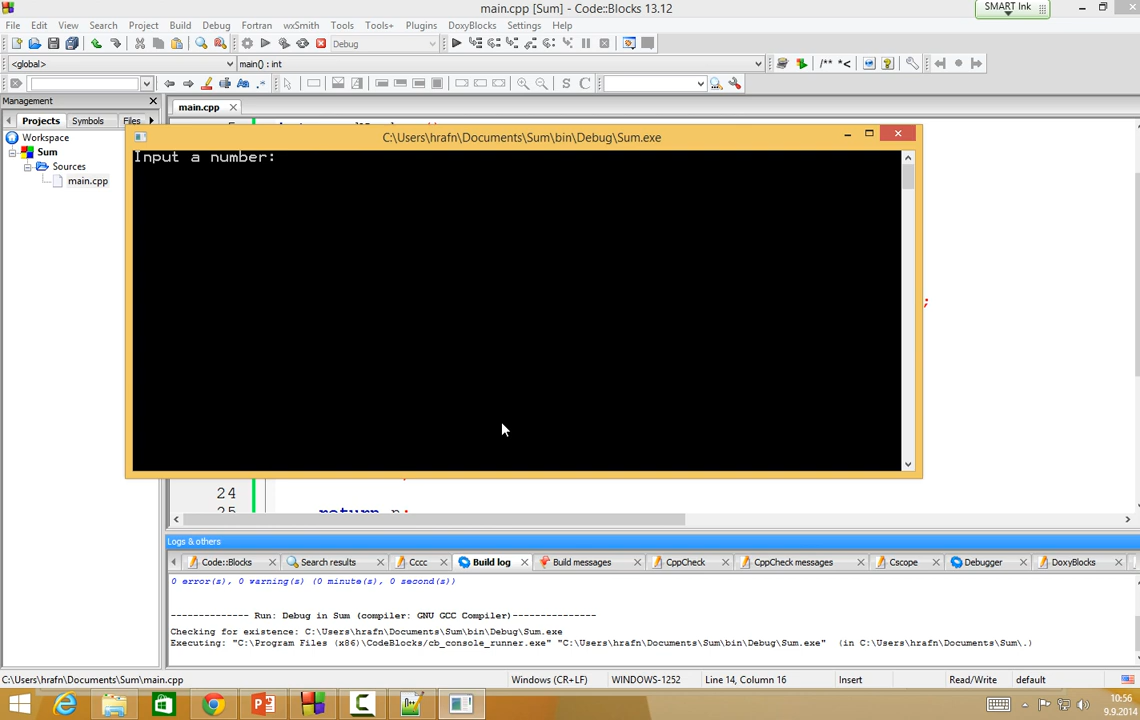 main.cpp [Sum] - Code::Blocks 13.12
SMART Ink
File Edit View Search Project Build Debug Fortran wxSmith Tools Tools+ Plugins DoxyBlocks Settings Help
Debug
<global> main() : int
/** *<
S C
Management
main.cpp
Projects Symbols Files
Workspace
Sum
Sources
main.cpp
C:\Users\hrafn\Documents\Sum\bin\Debug\Sum.exe
Input a number:
;
24
25 return n;
Logs & others
Code::Blocks Search results Cccc Build log Build messages CppCheck CppCheck messages Cscope Debugger DoxyBlocks
0 error(s), 0 warning(s) (0 minute(s), 0 second(s))
-------------- Run: Debug in Sum (compiler: GNU GCC Compiler)---------------
Checking for existence: C:\Users\hrafn\Documents\Sum\bin\Debug\Sum.exe
Executing: "C:\Program Files (x86)\CodeBlocks/cb_console_runner.exe" "C:\Users\hrafn\Documents\Sum\bin\Debug\Sum.exe" (in C:\Users\hrafn\Documents\Sum\.)
C:\Users\hrafn\Documents\Sum\main.cpp Windows (CR+LF) WINDOWS-1252 Line 14, Column 16 Insert Read/Write default
10:56
9.9.2014